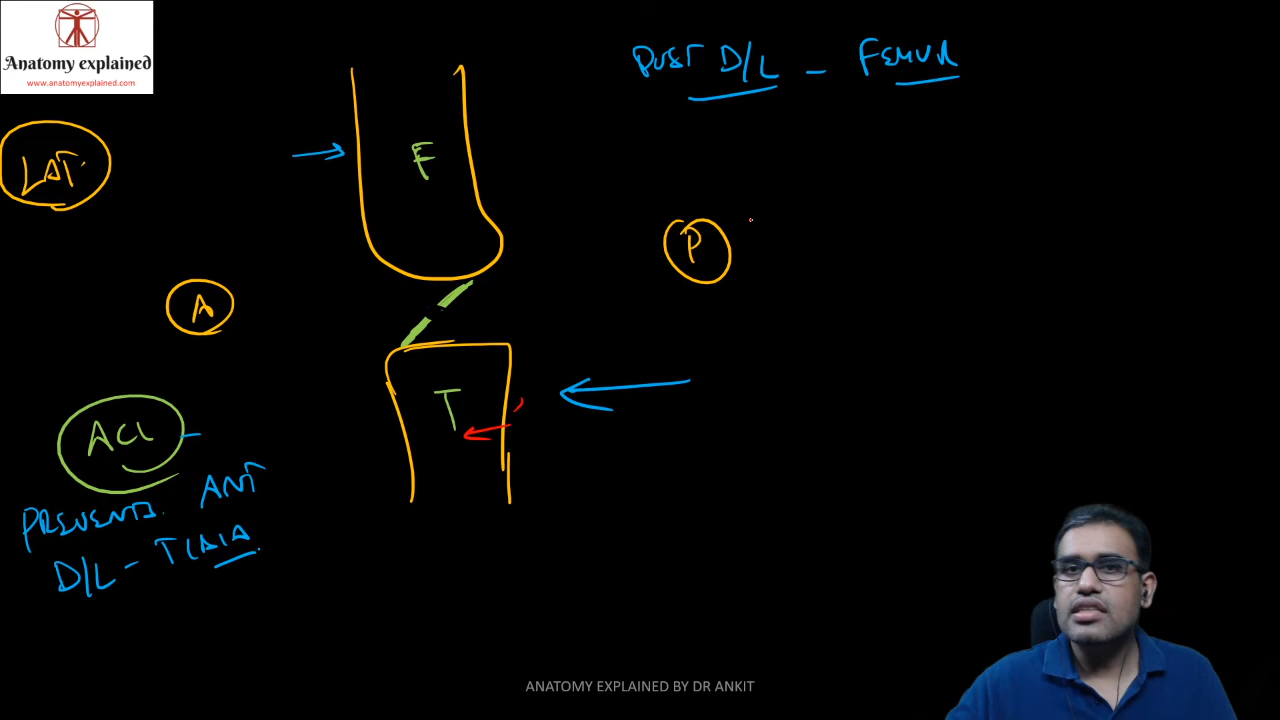 Anatomy explained
www.anatomyexplained.com
POST D/L - FEMUR
LAT.
F
P
A
T
ACL -
PREVENTS ANT
D/L - TIBIA.
ANATOMY EXPLAINED BY DR ANKIT